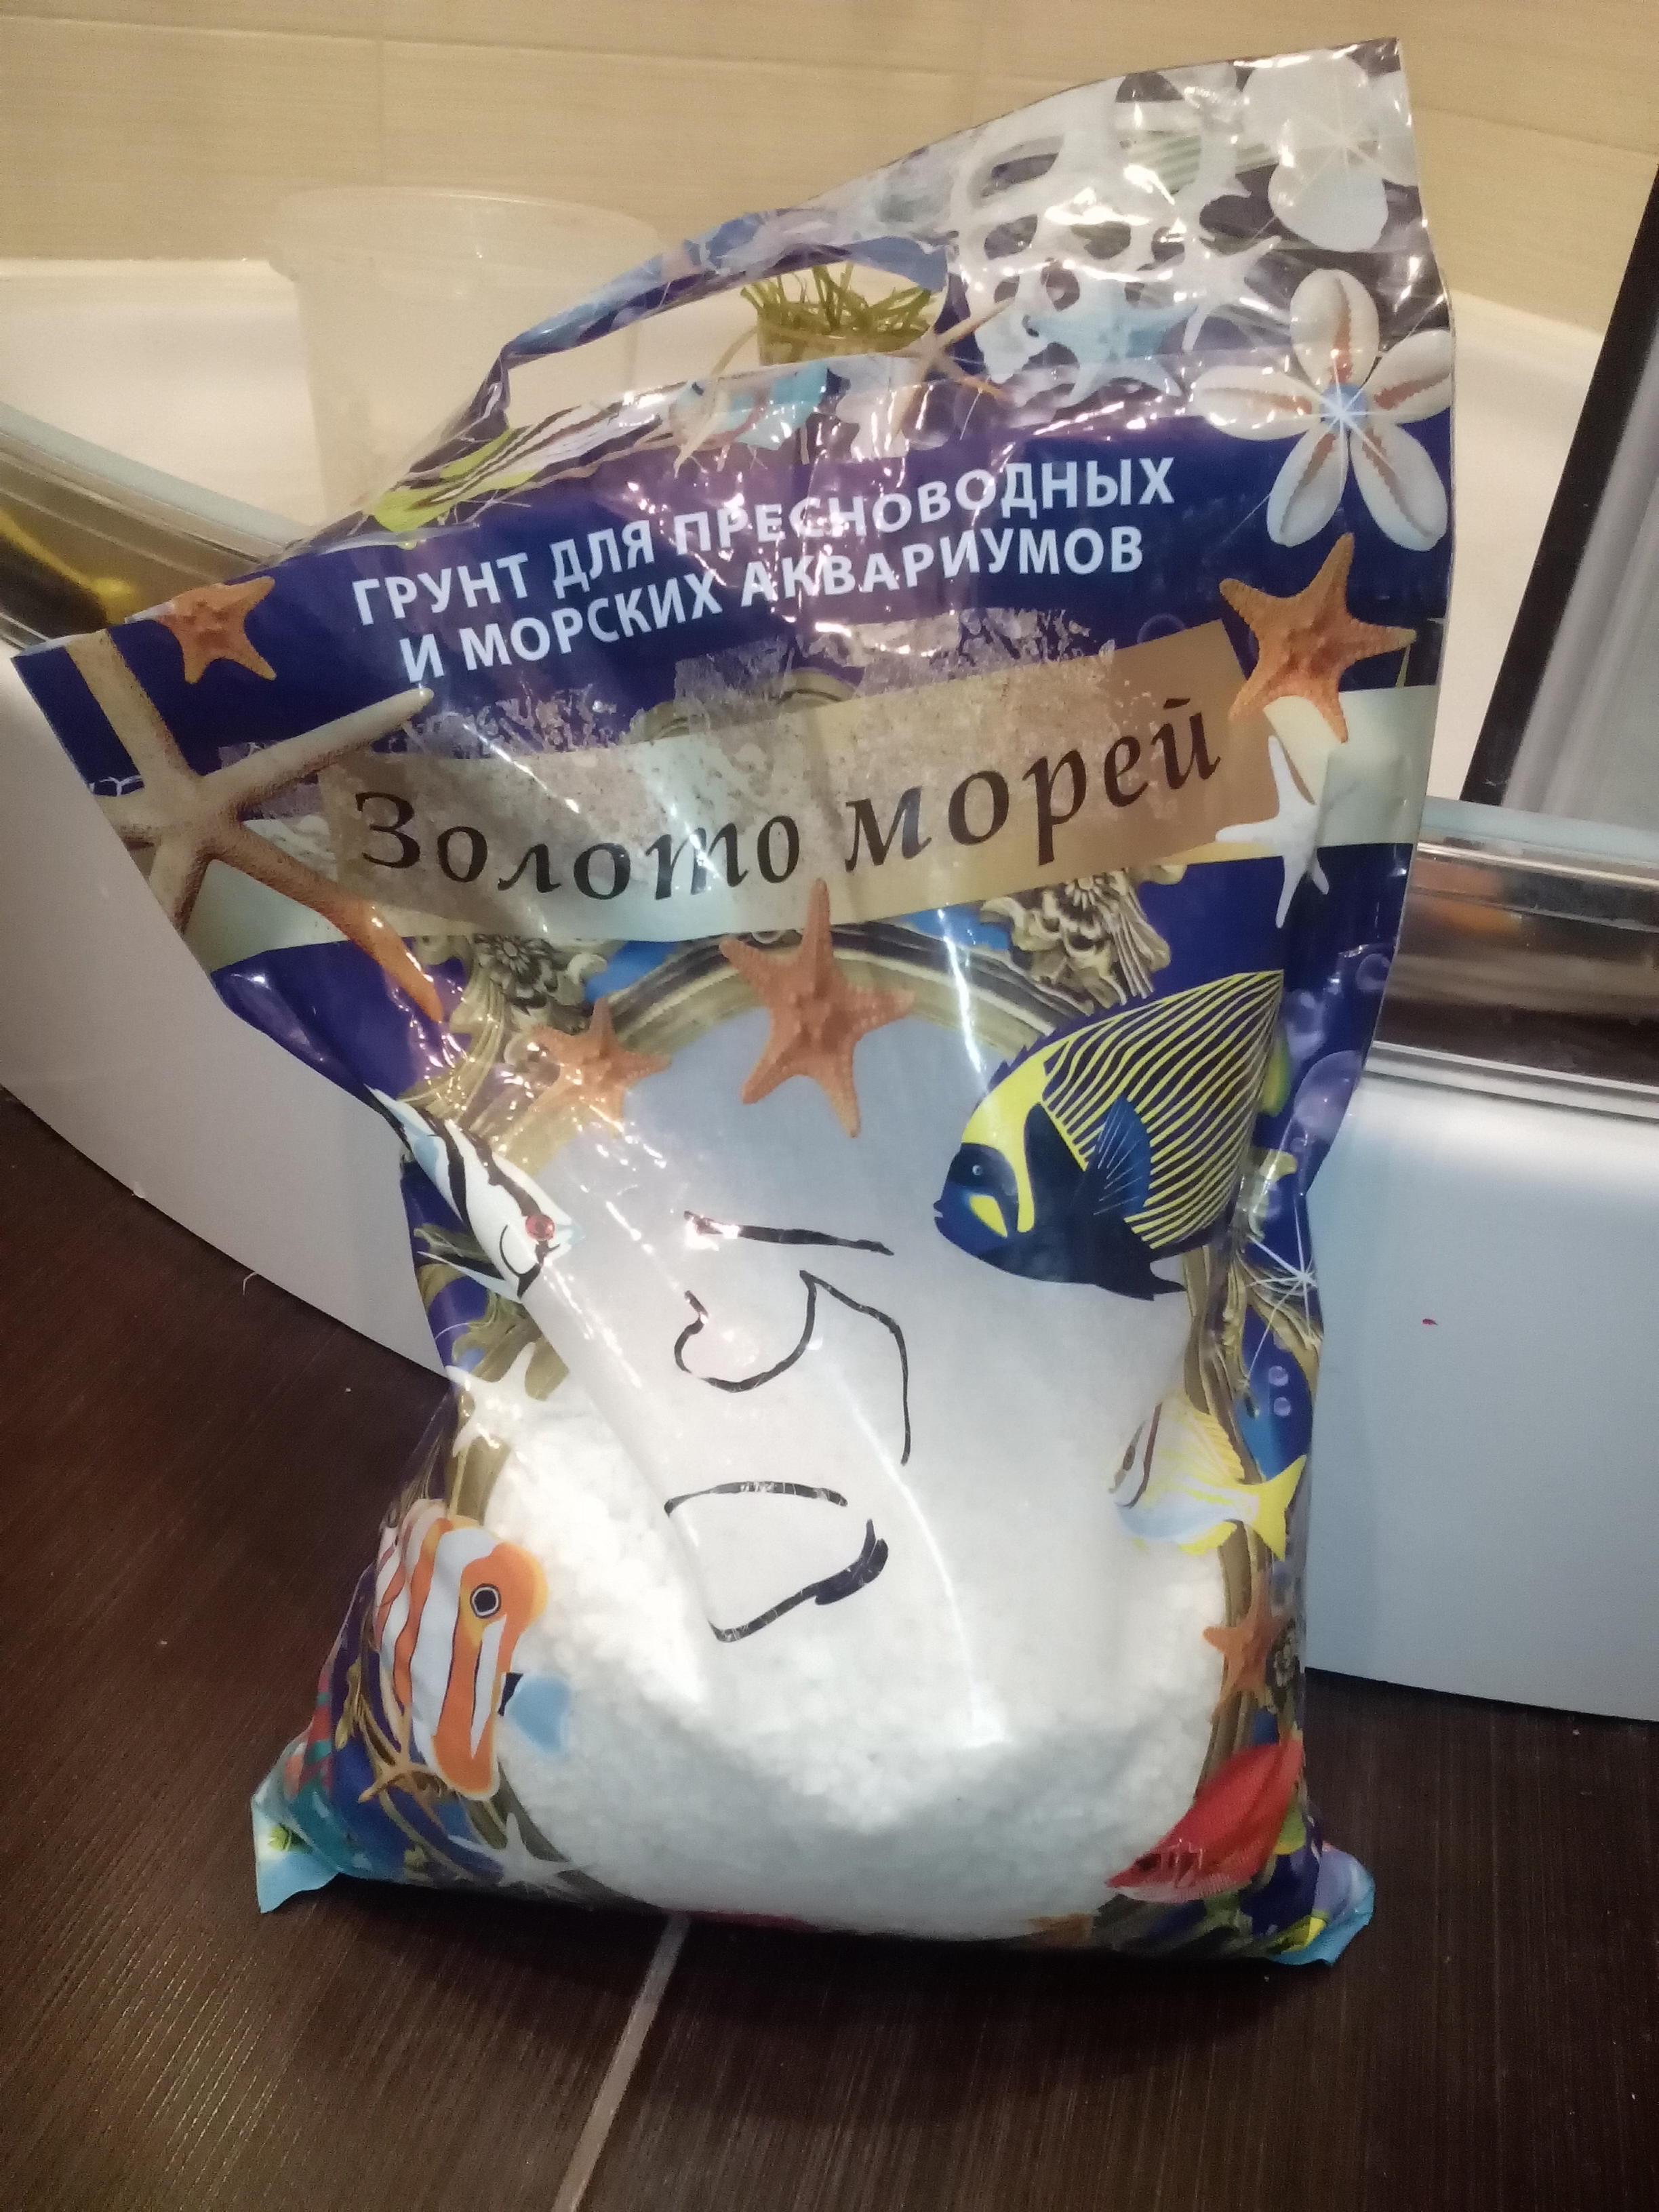 ГРУНТ ДЛЯ ПРЕСНОВОДНЫХ
И МОРСКИХ АКВАРИУМОВ
Золото морей